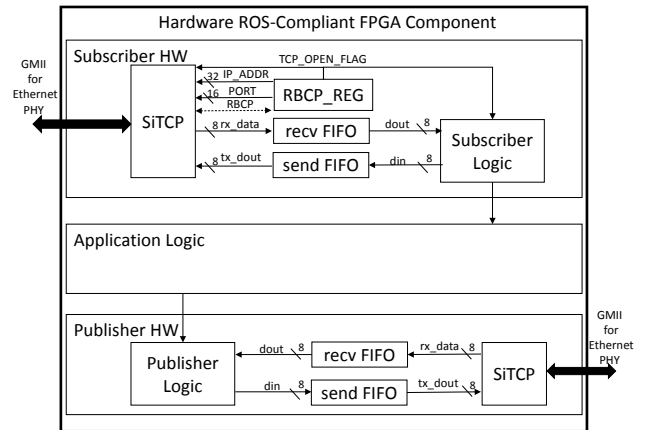 Hardware ROS-Compliant FPGA Component
Subscriber HW
TCP_OPEN_FLAG
GMII
for
Ethernet
PHY
32 IP_ADDR
16 PORT
RBCP
RBCP_REG
SiTCP
8 rx_data
recv FIFO
dout 8
8 tx_dout
send FIFO
din 8
Subscriber
Logic
Application Logic
Publisher HW
GMII
for
Ethernet
PHY
Publisher
Logic
dout 8
recv FIFO
rx_data 8
din 8
send FIFO
tx_dout 8
SiTCP